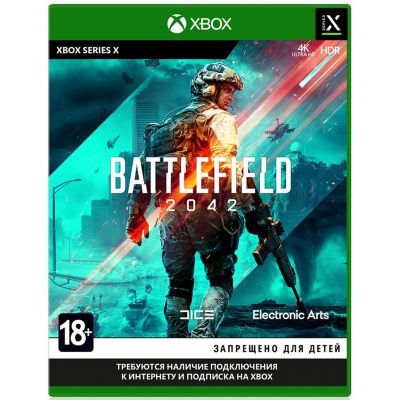 XBOX
SERIES X
XBOX SERIES X
4K
ULTRA HD
HDR
BATTLEFIELD
2042
DICE
Electronic Arts
18+
ЗАПРЕЩЕНО ДЛЯ ДЕТЕЙ
ТРЕБУЮТСЯ НАЛИЧИЕ ПОДКЛЮЧЕНИЯ
К ИНТЕРНЕТУ И ПОДПИСКА НА XBOX